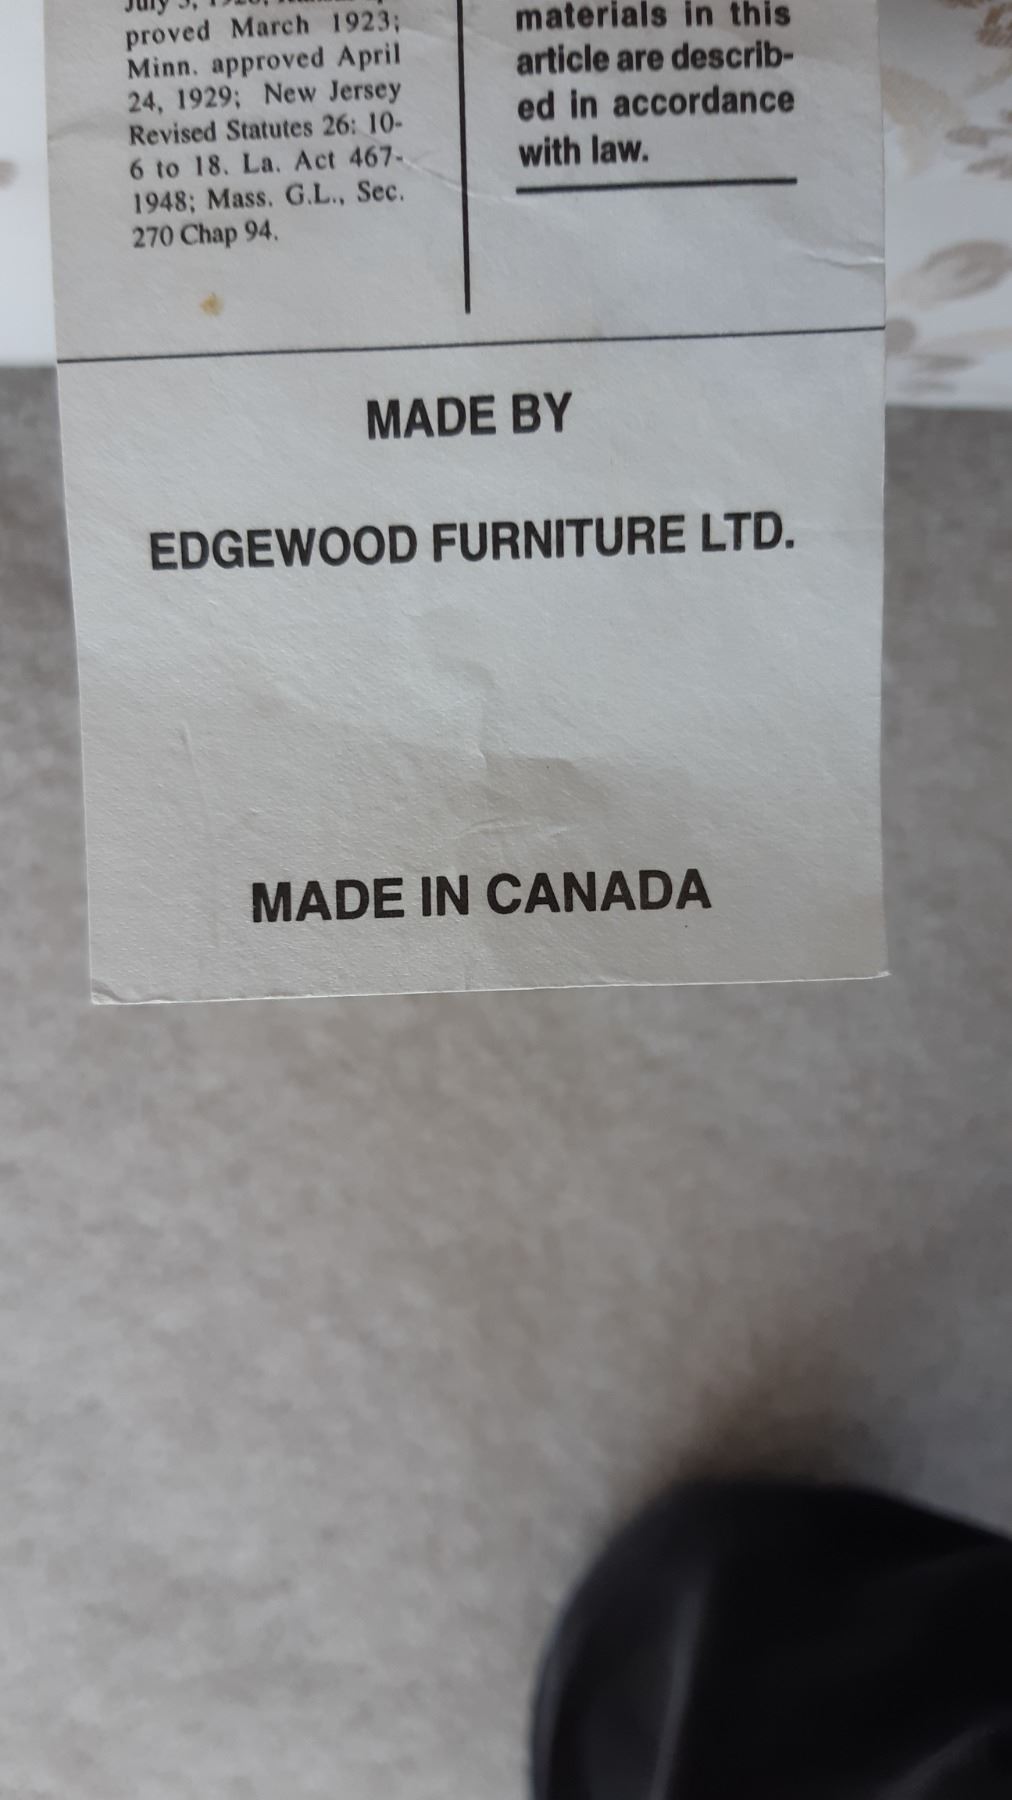 proved March 1923;
Minn. approved April
24, 1929; New Jersey
Revised Statutes 26: 10-
6 to 18. La. Act 467-
1948; Mass. G.L., Sec.
270 Chap 94.
materials in this
article are describ-
ed in accordance
with law.
MADE BY
EDGEWOOD FURNITURE LTD.
MADE IN CANADA